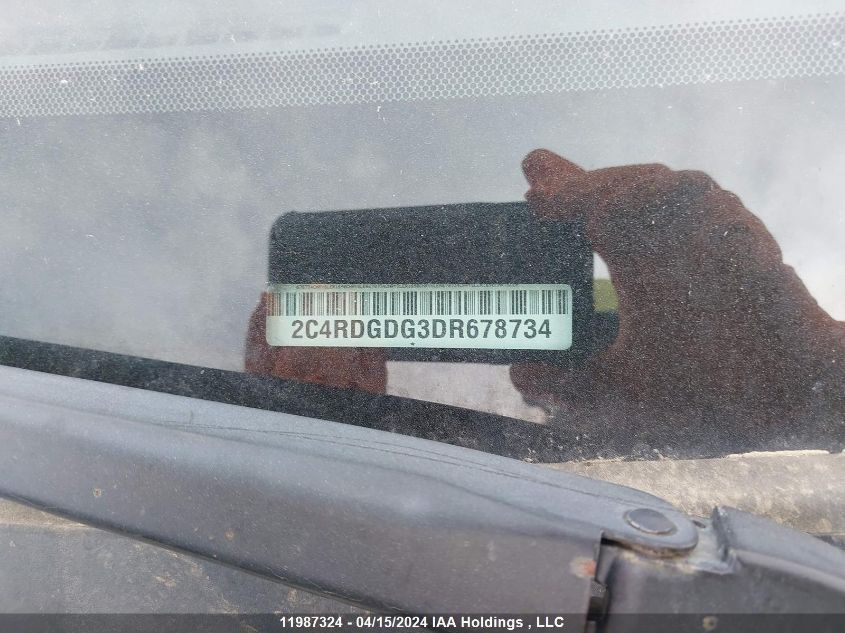 2C4RDGDG3DR678734
11987324 - 04/15/2024 IAA Holdings , LLC